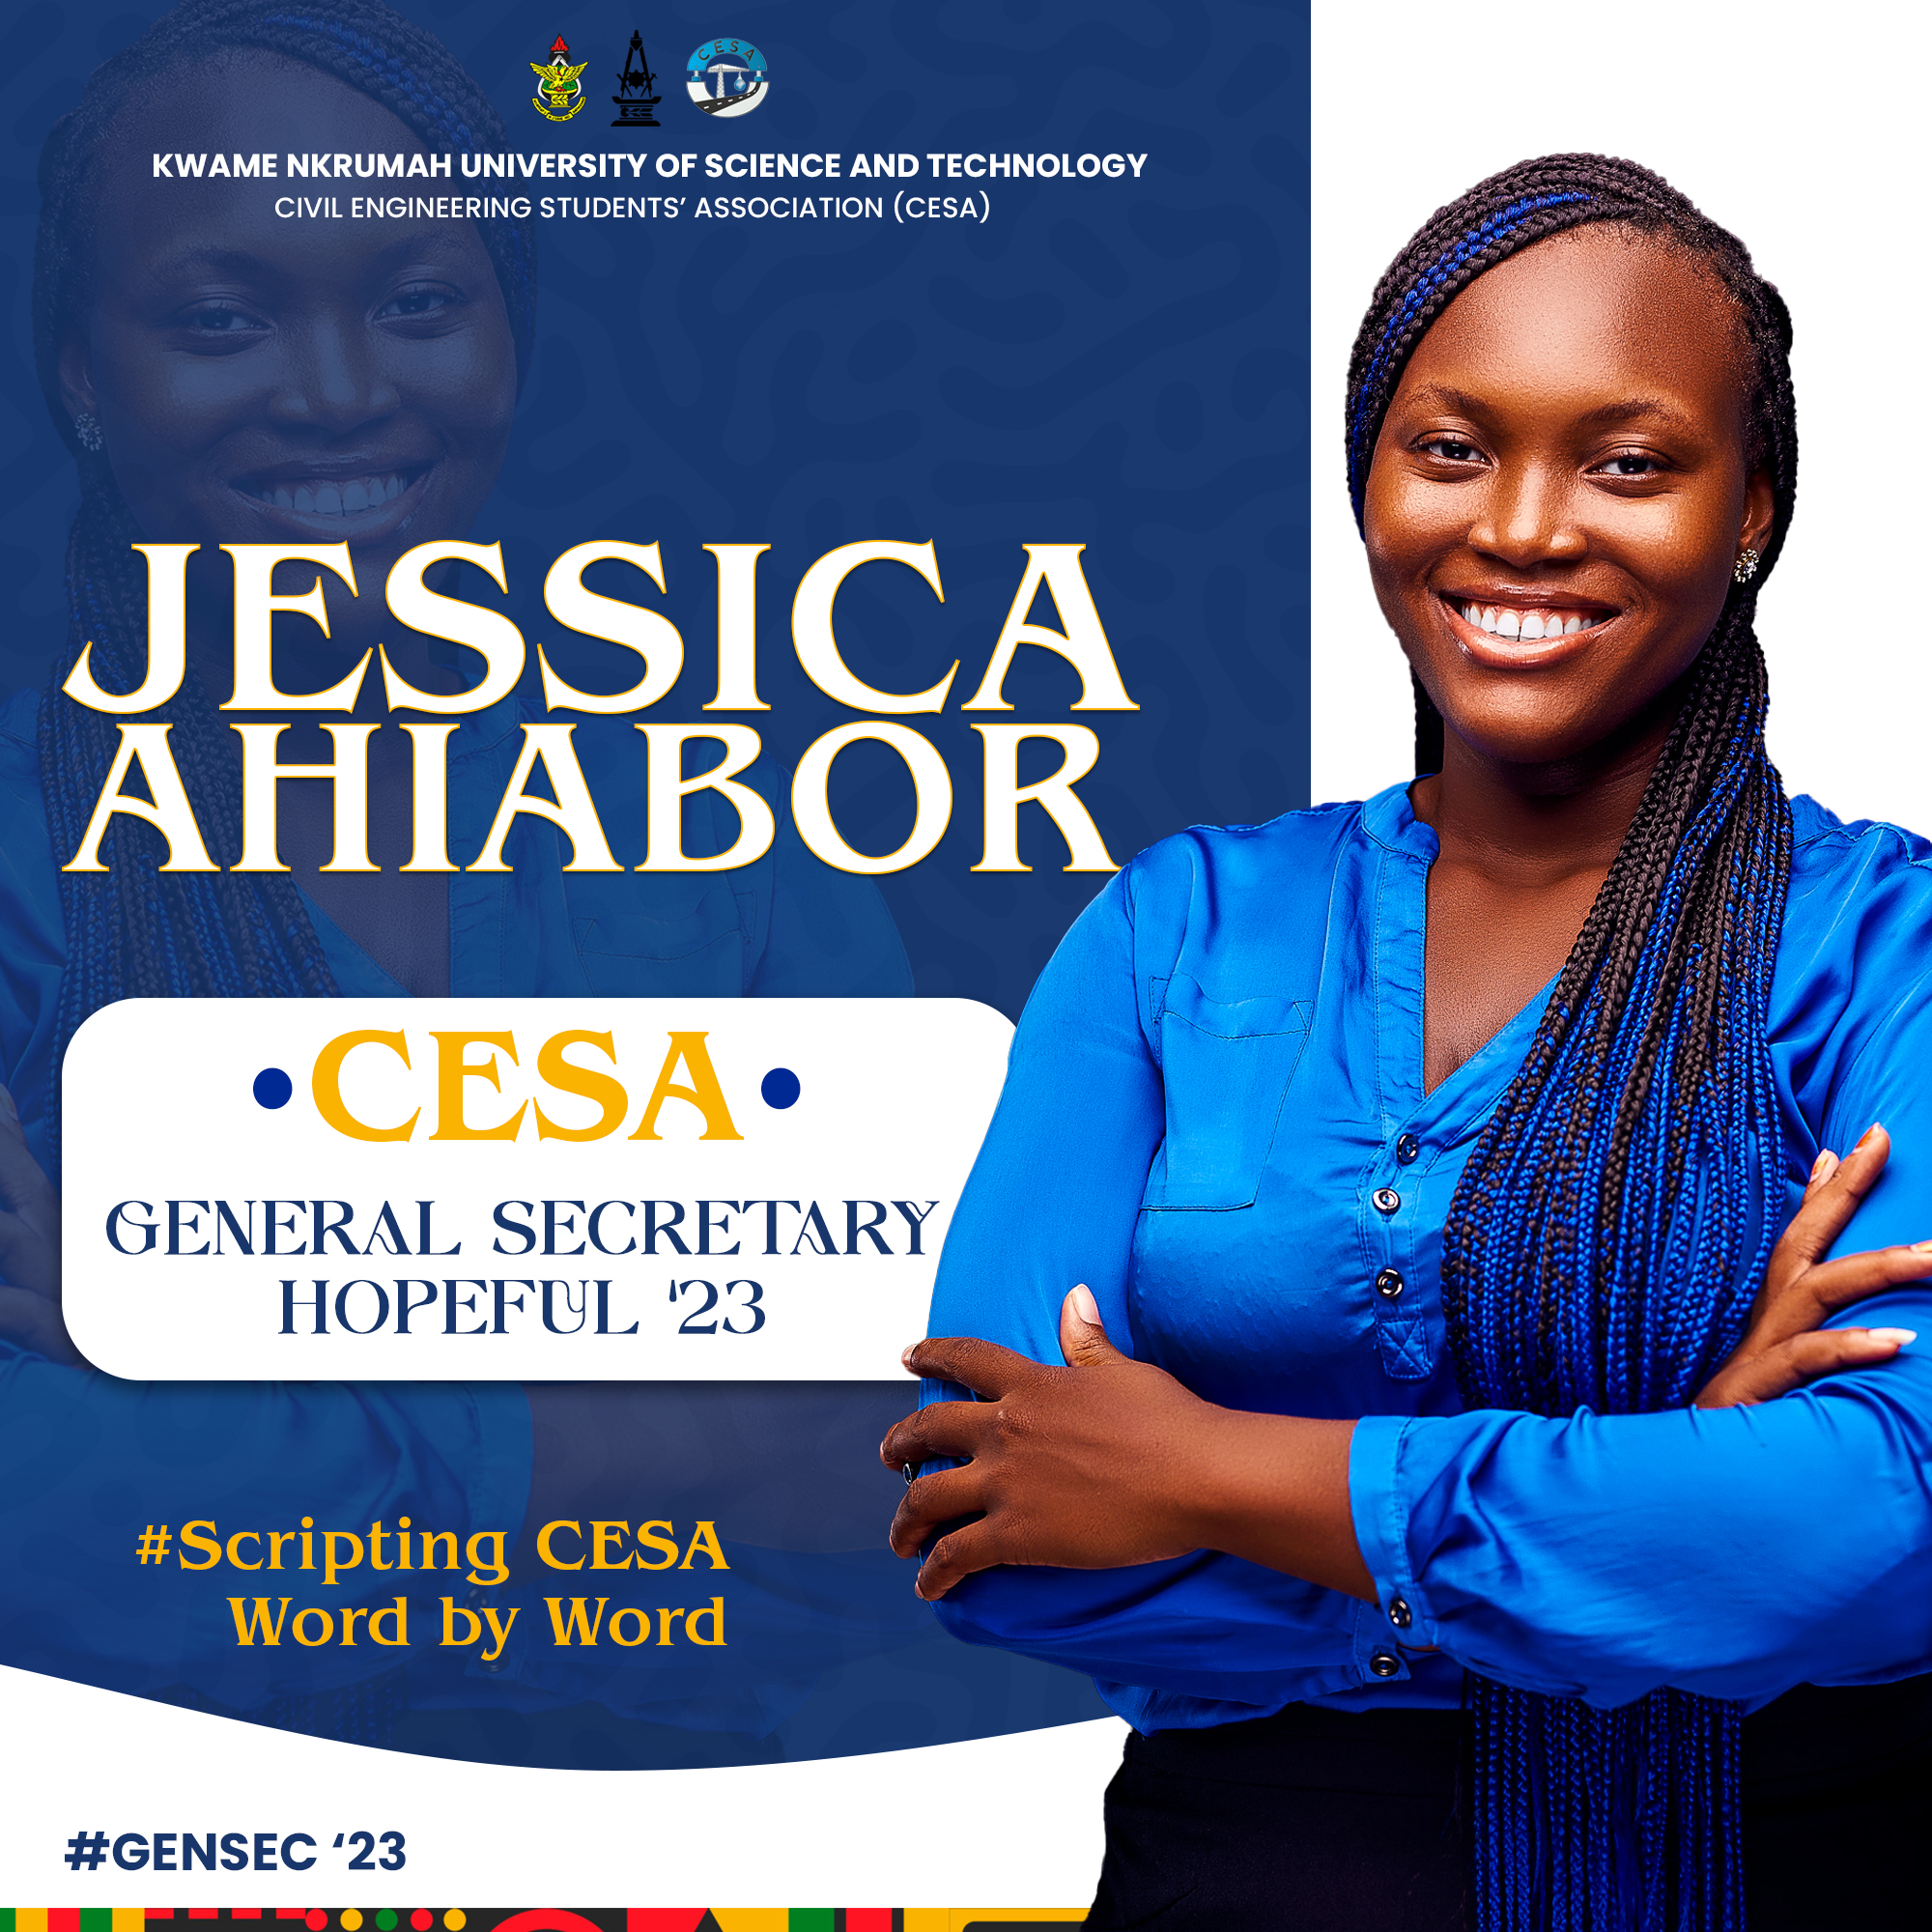 CESA
KWAME NKRUMAH UNIVERSITY OF SCIENCE AND TECHNOLOGY
CIVIL ENGINEERING STUDENTS’ ASSOCIATION (CESA)
JESSICA
AHIABOR
•CESA•
GENERAL SECRETARY
HOPEFUL '23
#Scripting CESA
Word by Word
#GENSEC ‘23